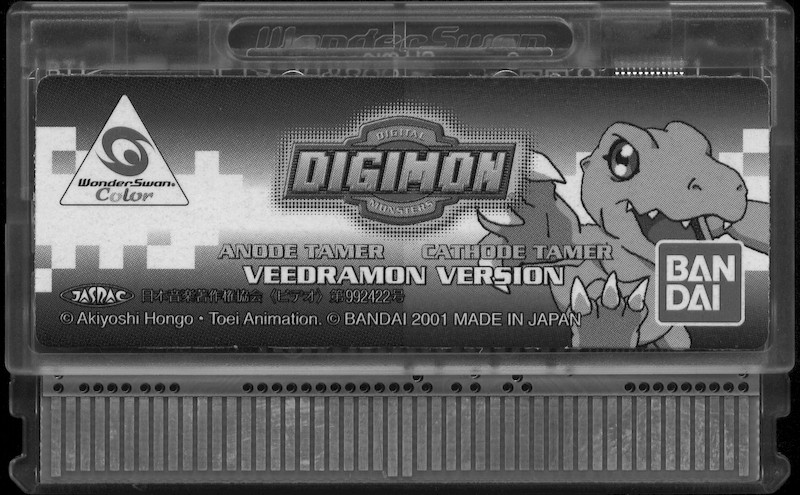 WonderSwan
WonderSwan
Color
DIGITAL
DIGIMON
MONSTERS
ANODE TAMER CATHODE TAMER
VEEDRAMON VERSION
BAN
DAI
JASRAC 日本音楽著作権協会（ビデオ）第992422号
© Akiyoshi Hongo • Toei Animation. © BANDAI 2001 MADE IN JAPAN